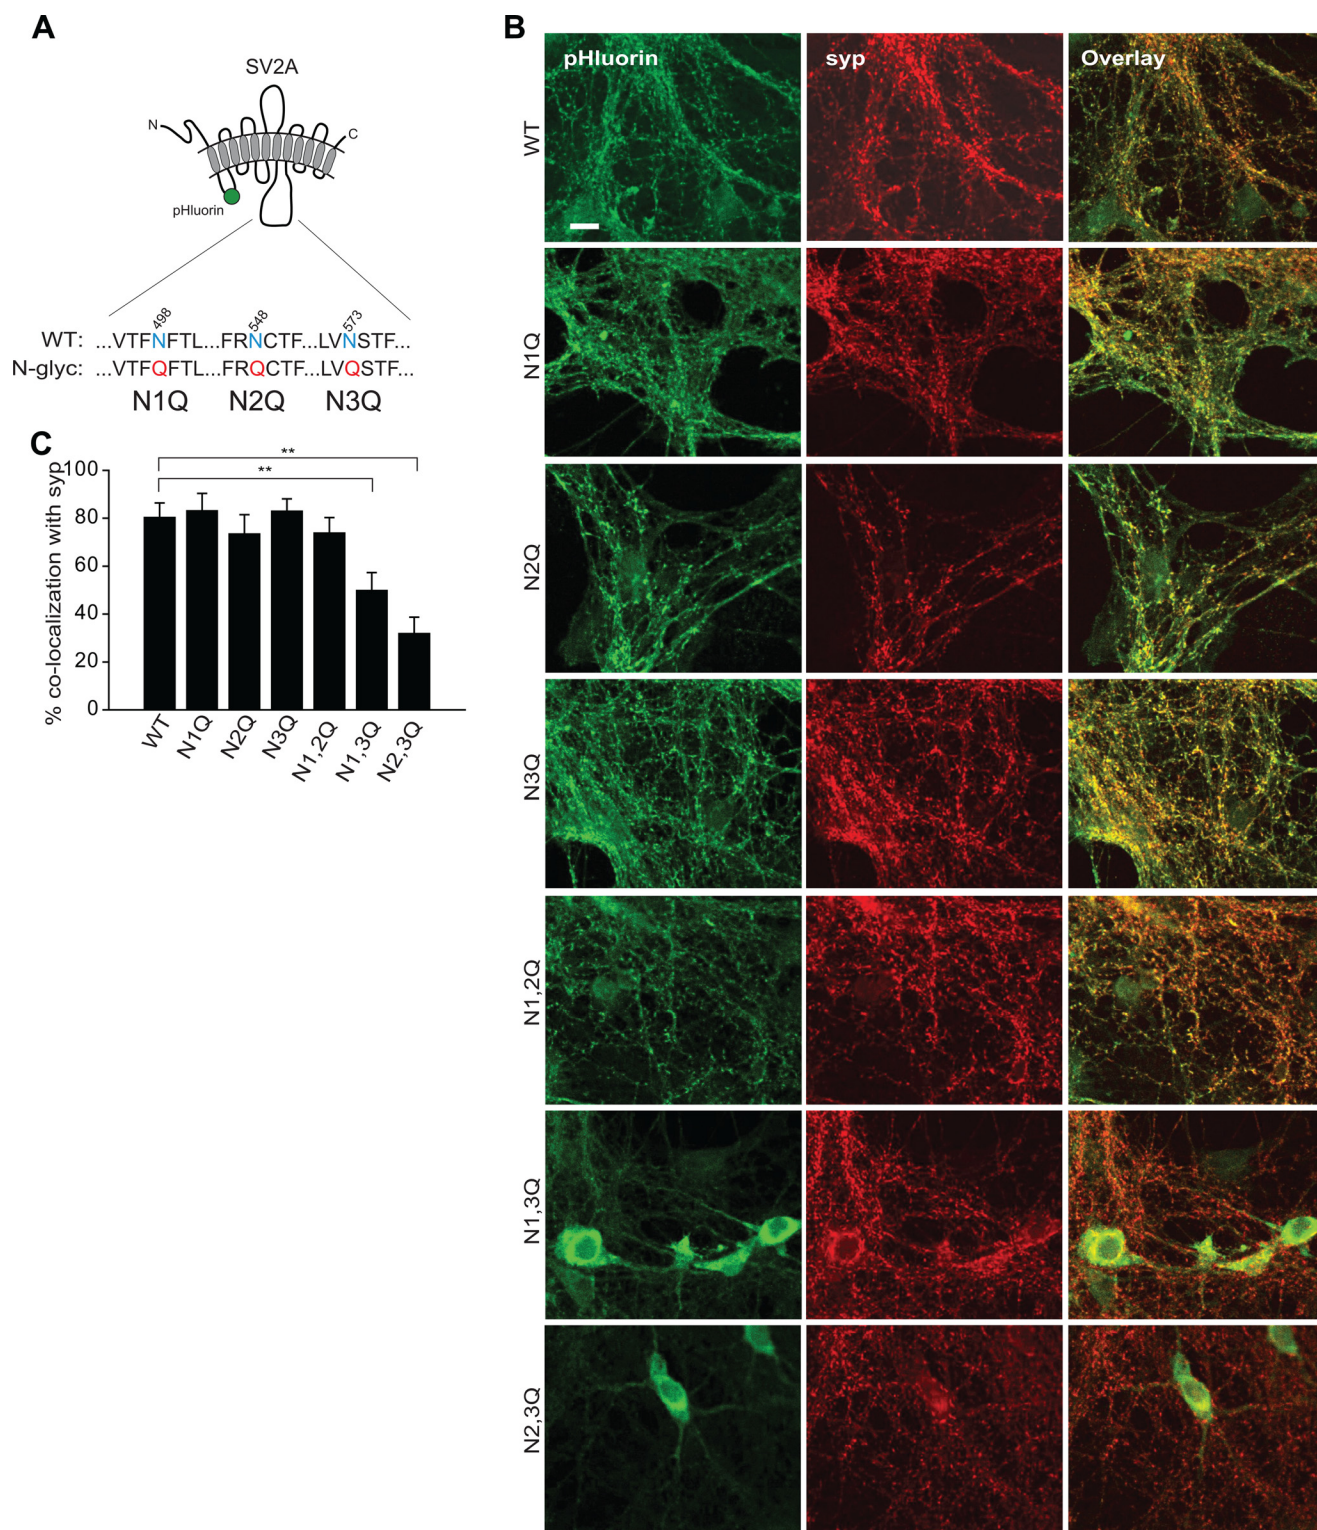 A
SV2A
N
C
pHluorin
498
548
573
WT: ...VTFNFTL...FRNCTF...LVNSTF...
N-glyc: ...VTFQFTL...FRQCTF...LVQSTF...
N1Q N2Q N3Q
B
pHluorin syp Overlay
WT
N1Q
N2Q
N3Q
N1,2Q
N1,3Q
N2,3Q
C
% co-localization with syp
100
80
60
40
20
0
**
**
WT
N1Q
N2Q
N3Q
N1,2Q
N1,3Q
N2,3Q